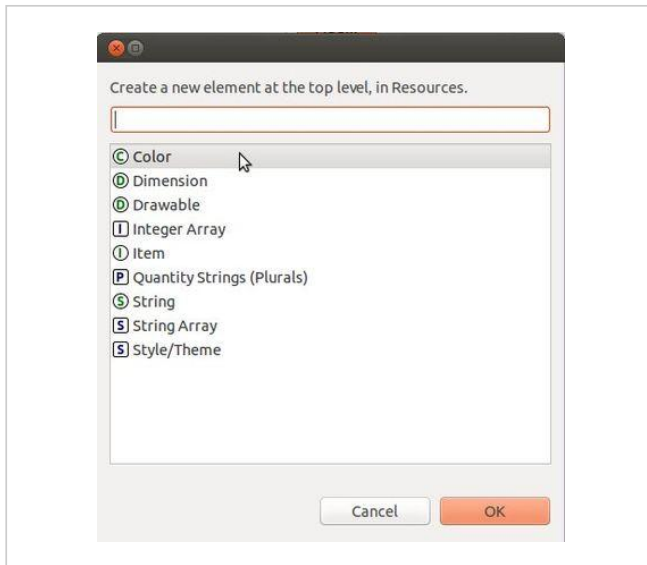 Create a new element at the top level, in Resources.
C Color
D Dimension
D Drawable
I Integer Array
I Item
P Quantity Strings (Plurals)
S String
S String Array
S Style/Theme
Cancel OK